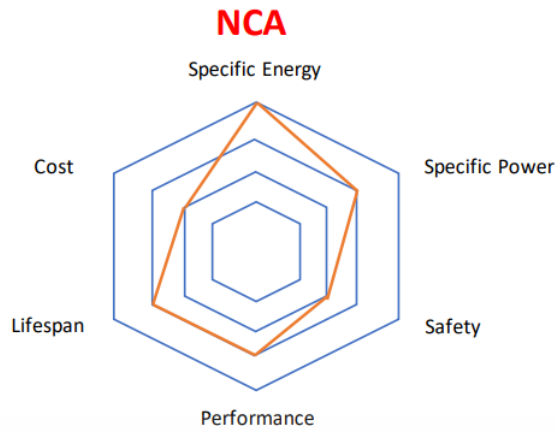 NCA
Specific Energy
Cost
Specific Power
Lifespan
Safety
Performance